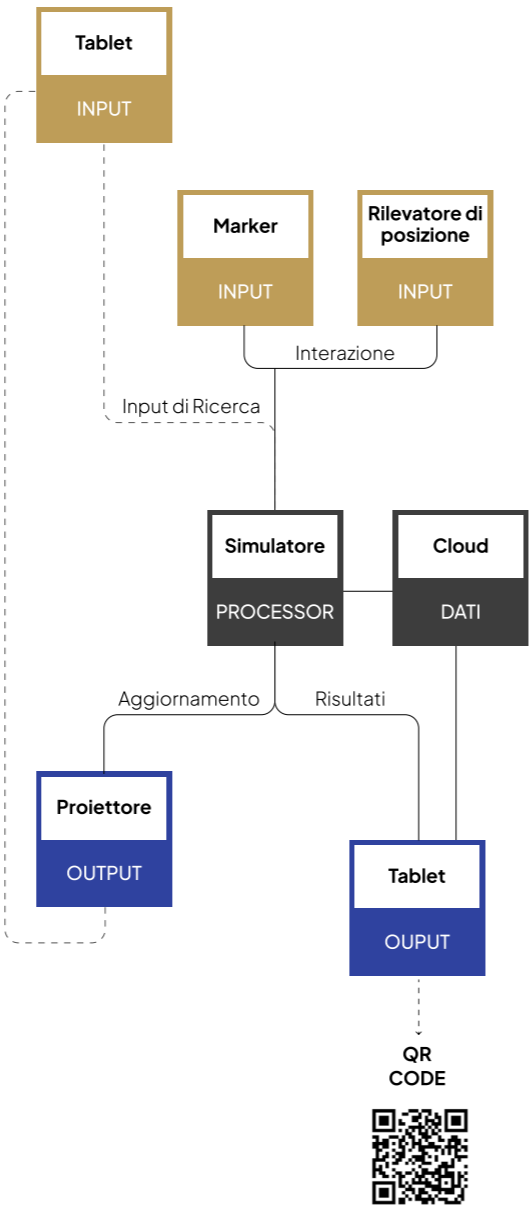 Tablet
INPUT
Marker
INPUT
Rilevatore di
posizione
INPUT
Interazione
Input di Ricerca
Simulatore
PROCESSOR
Cloud
DATI
Aggiornamento
Risultati
Proiettore
OUTPUT
Tablet
OUPUT
QR
CODE